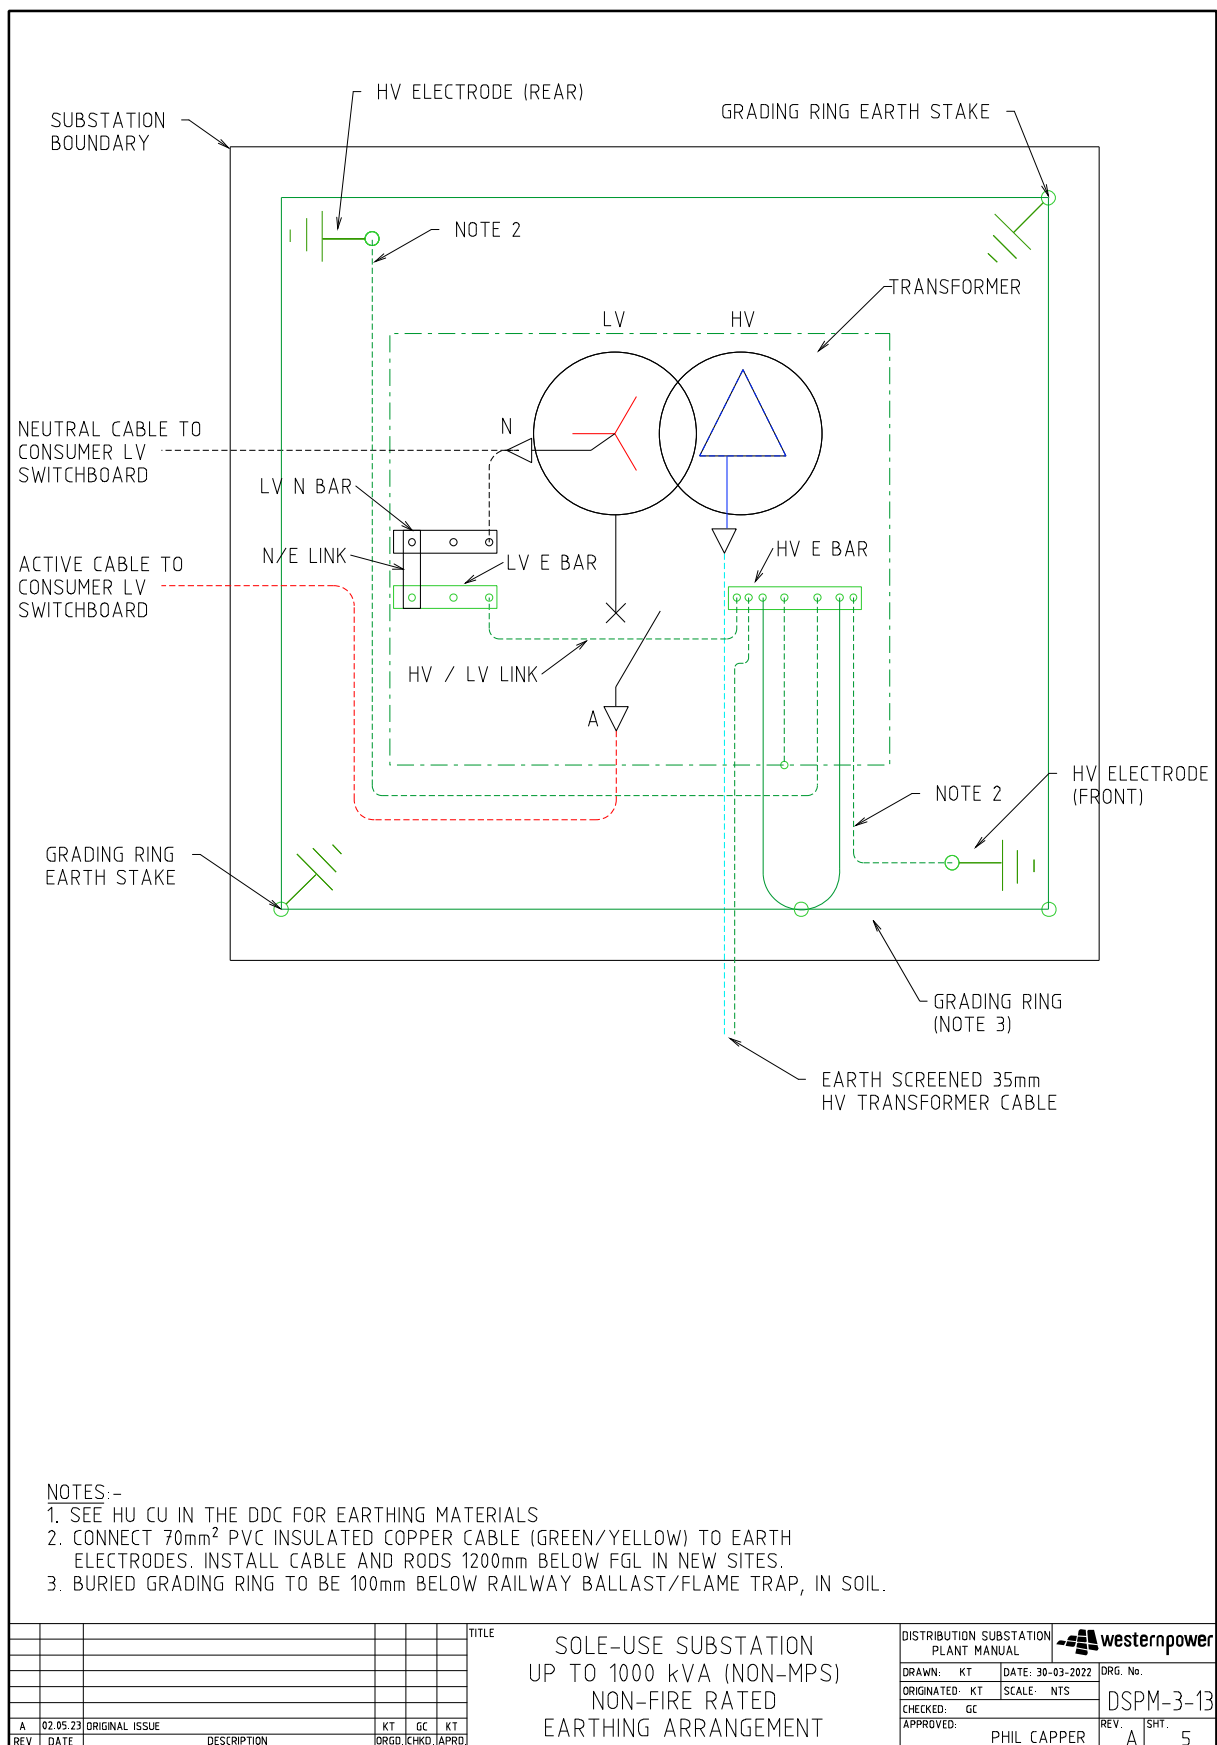 HV ELECTRODE (REAR)
GRADING RING EARTH STAKE
SUBSTATION
BOUNDARY
NOTE 2
TRANSFORMER
LV
HV
N
NEUTRAL CABLE TO
CONSUMER LV
SWITCHBOARD
LV N BAR
N/E LINK
LV E BAR
HV E BAR
ACTIVE CABLE TO
CONSUMER LV
SWITCHBOARD
HV / LV LINK
A
HV ELECTRODE
(FRONT)
NOTE 2
GRADING RING
EARTH STAKE
GRADING RING
(NOTE 3)
EARTH SCREENED 35mm
HV TRANSFORMER CABLE
NOTES:-
1. SEE HU CU IN THE DDC FOR EARTHING MATERIALS
2. CONNECT 70mm² PVC INSULATED COPPER CABLE (GREEN/YELLOW) TO EARTH
ELECTRODES. INSTALL CABLE AND RODS 1200mm BELOW FGL IN NEW SITES.
3. BURIED GRADING RING TO BE 100mm BELOW RAILWAY BALLAST/FLAME TRAP, IN SOIL.
A 02.05.23 ORIGINAL ISSUE KT GC KT
REV DATE DESCRIPTION ORGD. CHKD. APRD.
TITLE
SOLE-USE SUBSTATION
UP TO 1000 kVA (NON-MPS)
NON-FIRE RATED
EARTHING ARRANGEMENT
DISTRIBUTION SUBSTATION
PLANT MANUAL
westernpower
DRAWN: KT DATE: 30-03-2022
ORIGINATED: KT SCALE: NTS
CHECKED: GC
APPROVED:
PHIL CAPPER
DRG. No.
DSPM-3-13
REV. A SHT. 5